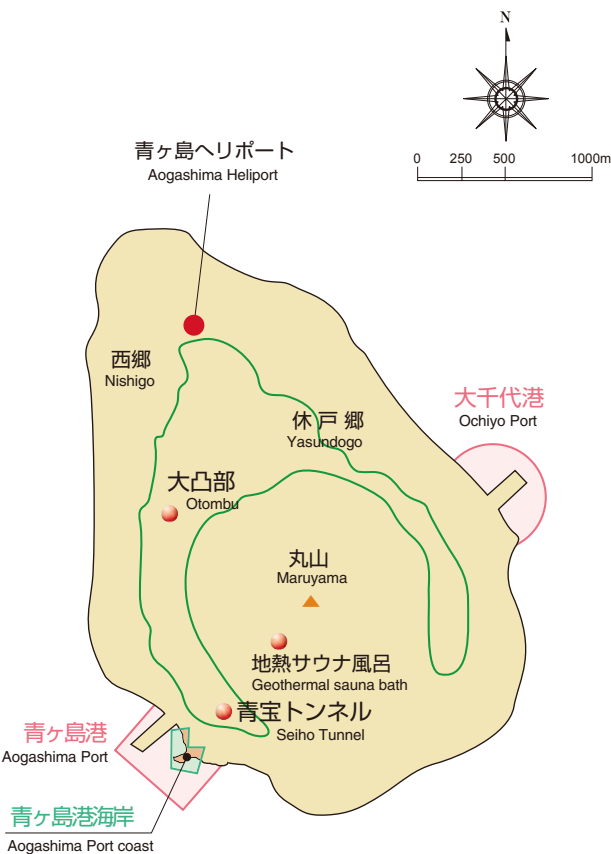 N
0 250 500 1000m
青ヶ島ヘリポート
Aogashima Heliport
西郷
Nishigo
休戸郷
Yasundogo
大千代港
Ochiyo Port
大凸部
Otombu
丸山
Maruyama
地熱サウナ風呂
Geothermal sauna bath
青宝トンネル
Seiho Tunnel
青ヶ島港
Aogashima Port
青ヶ島港海岸
Aogashima Port coast